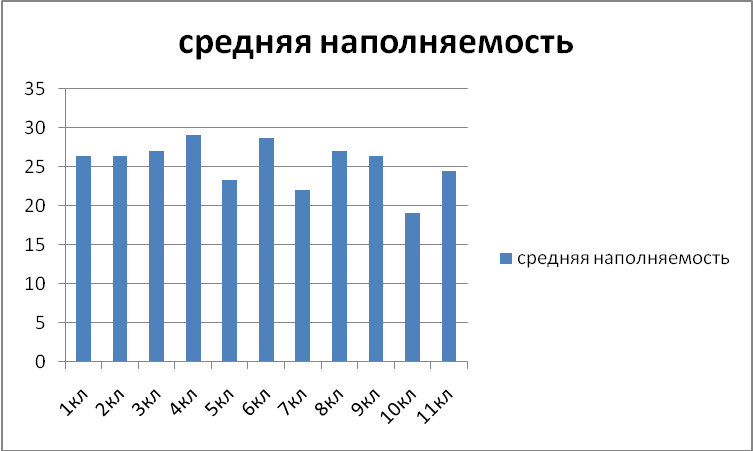 средняя наполняемость
35
30
25
20
15
10
5
0
1кл
2кл
3кл
4кл
5кл
6кл
7кл
8кл
9кл
10кл
11кл
средняя наполняемость